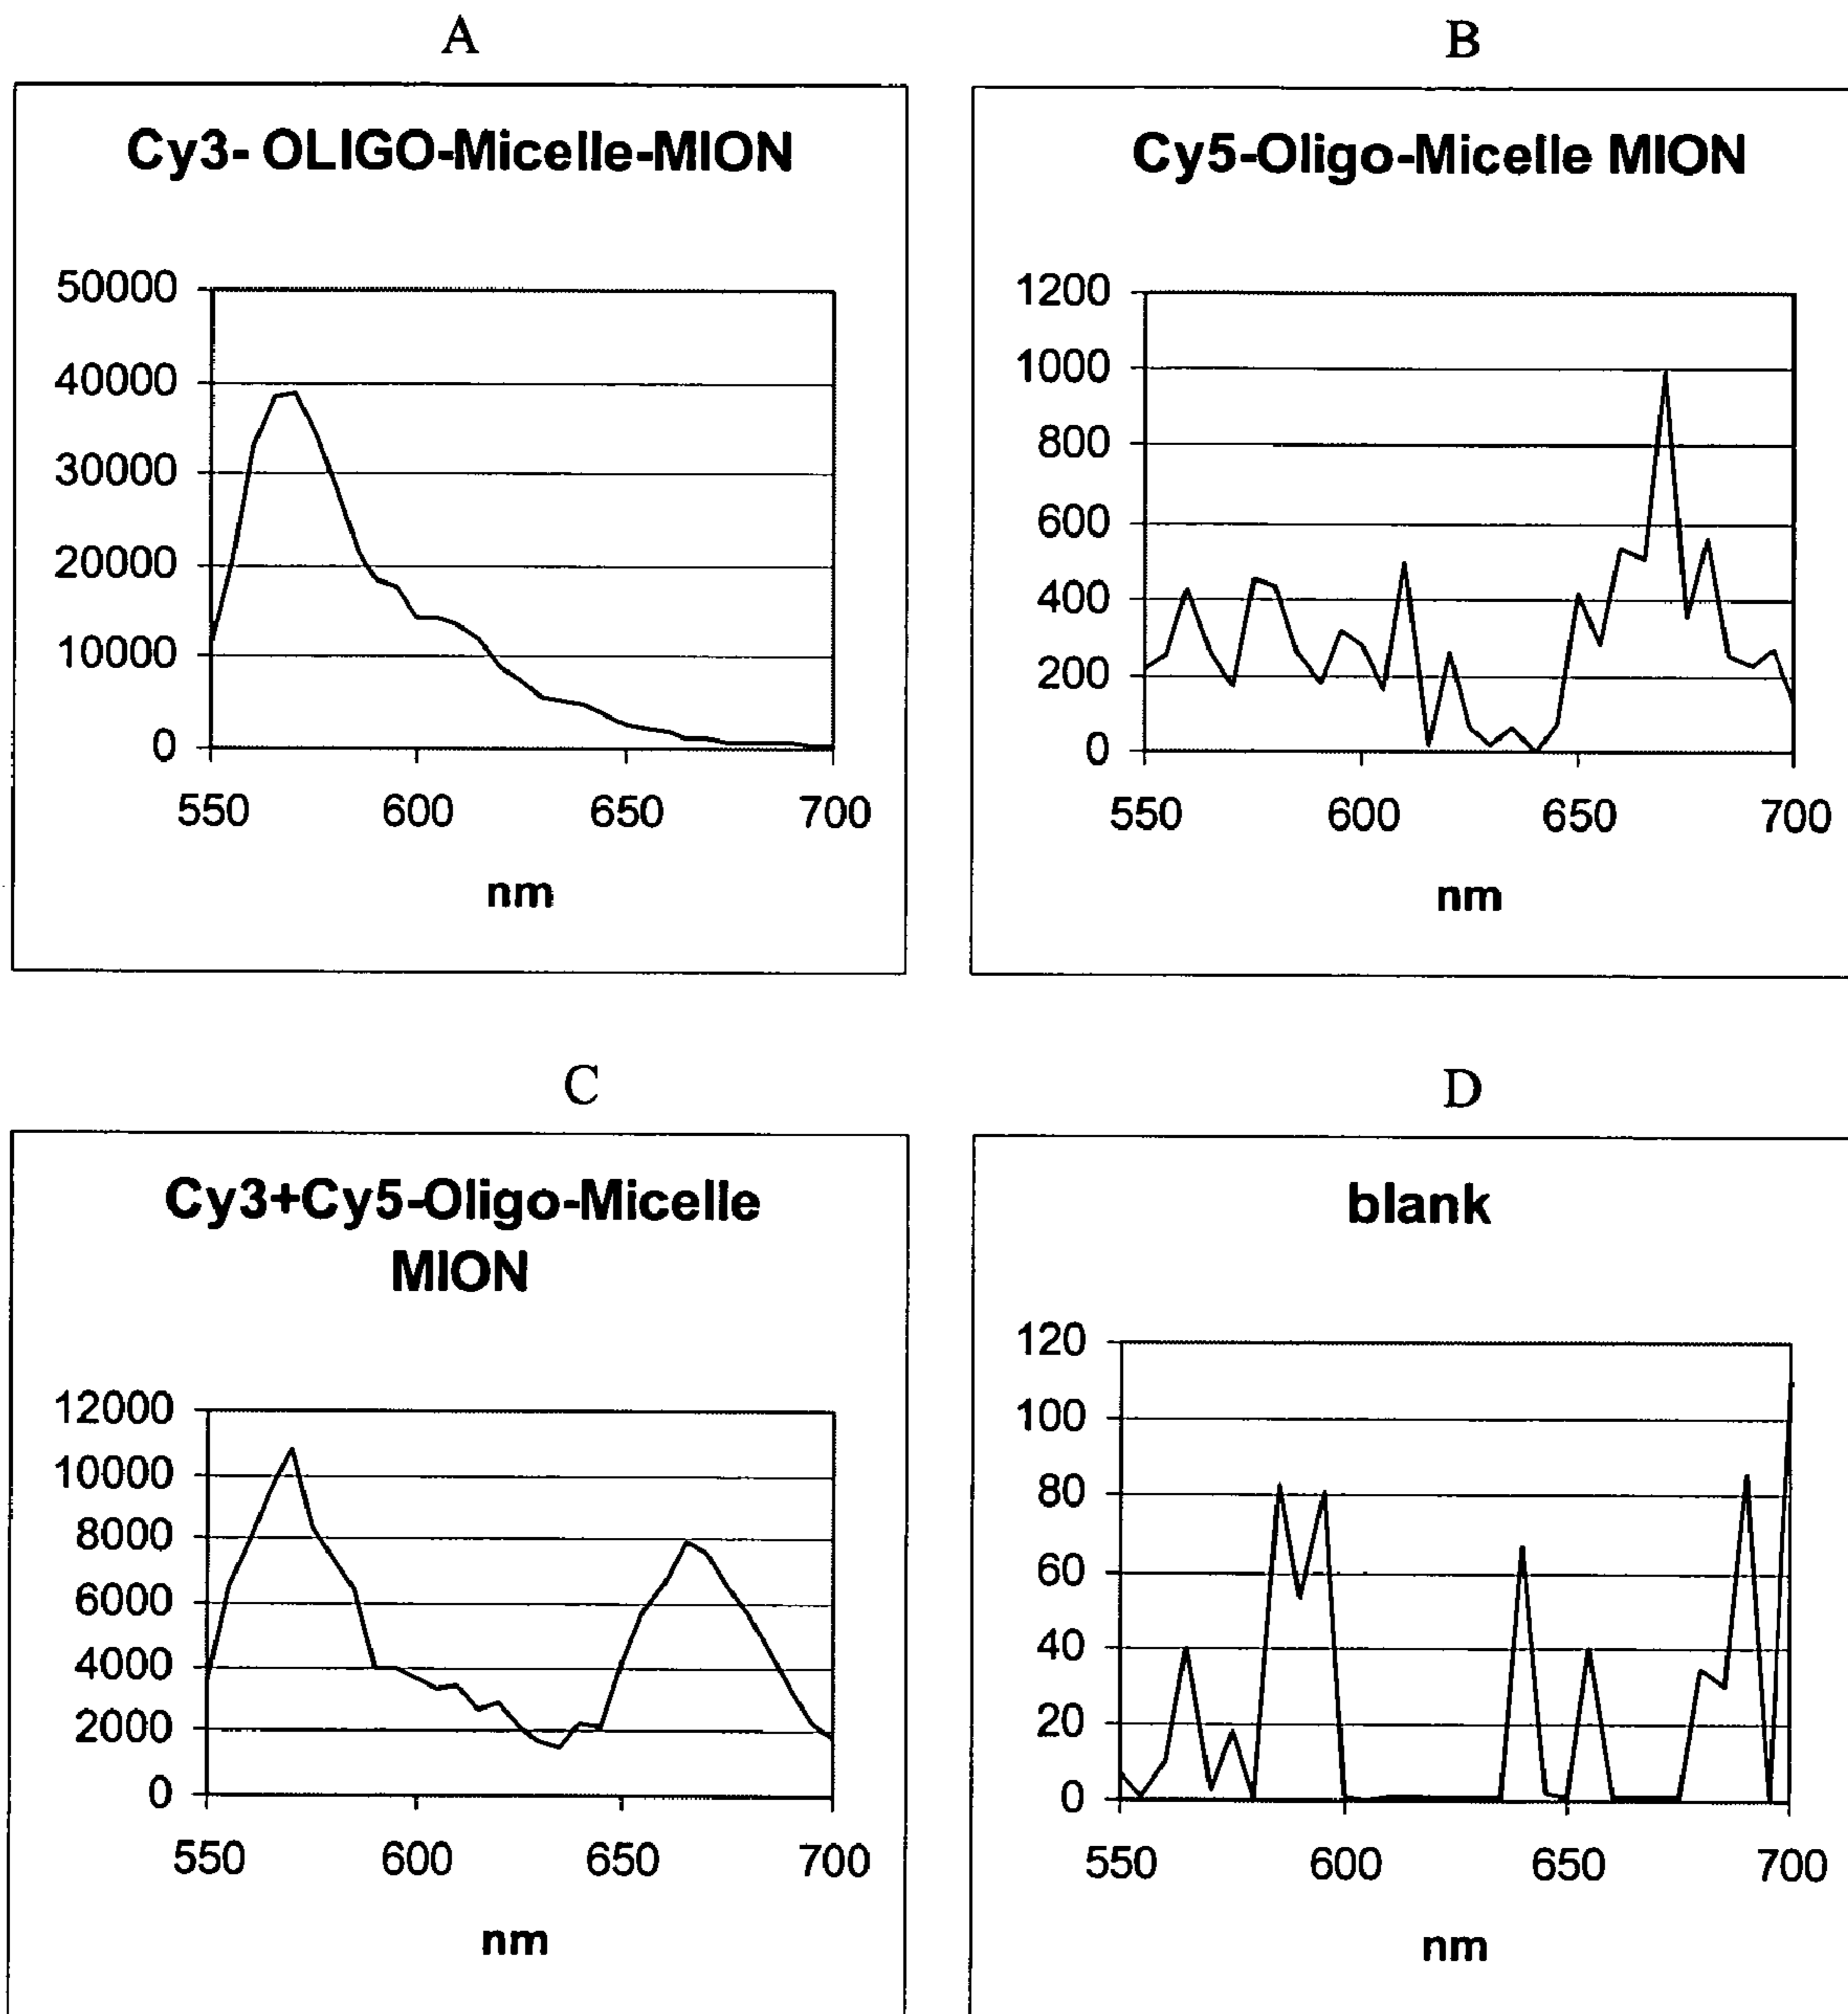 A
Cy3- OLIGO-Micelle-MION
50000
40000
30000
20000
10000
0
550 600 650 700
nm
B
Cy5-Oligo-Micelle MION
1200
1000
800
600
400
200
0
550 600 650 700
nm
C
Cy3+Cy5-Oligo-Micelle
MION
12000
10000
8000
6000
4000
2000
0
550 600 650 700
nm
D
blank
120
100
80
60
40
20
0
550 600 650 700
nm